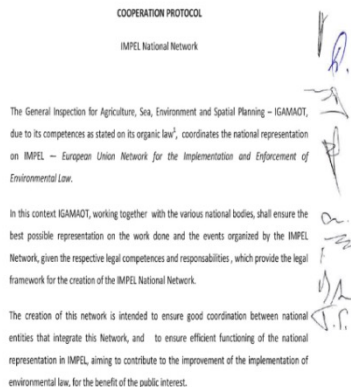 COOPERATION PROTOCOL
IMPEL National Network
The General Inspection for Agriculture, Sea, Environment and Spatial Planning – IGAMAOT,
due to its competences as stated on its organic law¹, coordinates the national representation
on IMPEL – European Union Network for the Implementation and Enforcement of
Environmental Law.
In this context IGAMAOT, working together with the various national bodies, shall ensure the
best possible representation on the work done and the events organized by the IMPEL
Network, given the respective legal competences and responsabilities , which provide the legal
framework for the creation of the IMPEL National Network.
The creation of this network is intended to ensure good coordination between national
entities that integrate this Network, and to ensure efficient functioning of the national
representation in IMPEL, aiming to contribute to the improvement of the implementation of
environmental law, for the benefit of the public interest.